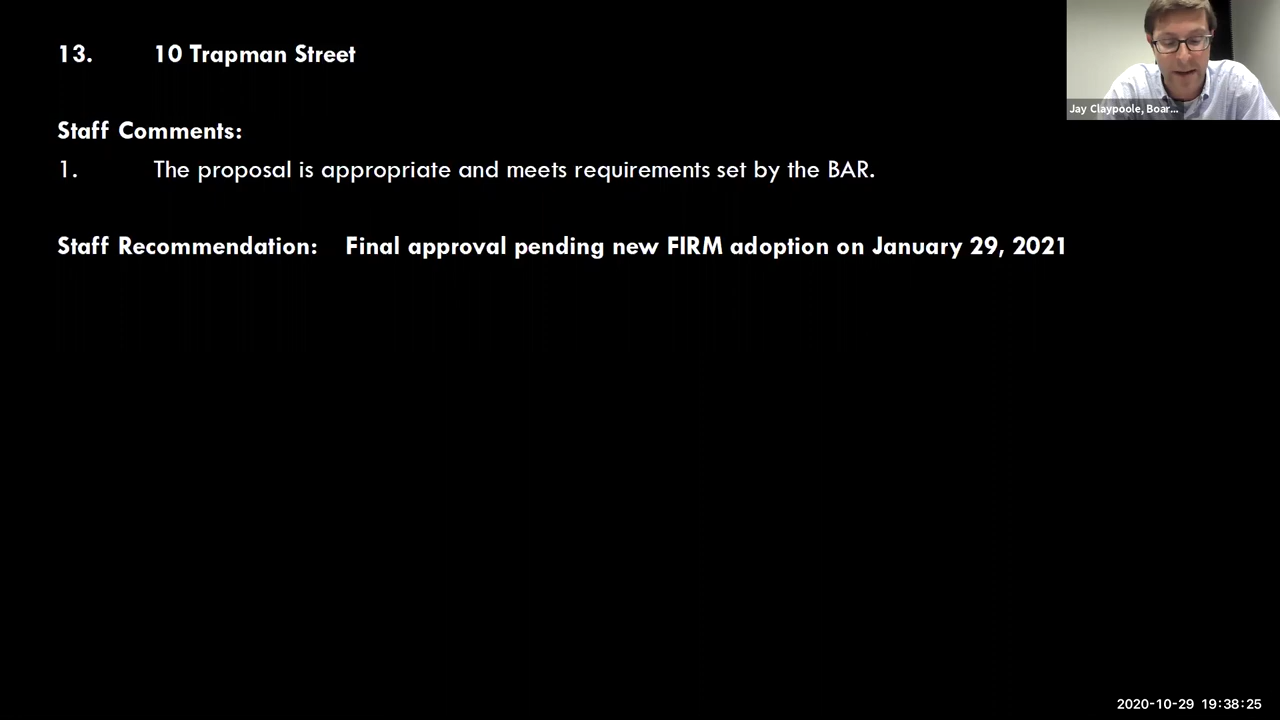 13. 10 Trapman Street
Jay Claypoole, Boar...
Staff Comments:
1. The proposal is appropriate and meets requirements set by the BAR.
Staff Recommendation: Final approval pending new FIRM adoption on January 29, 2021
2020-10-29 19:38:25